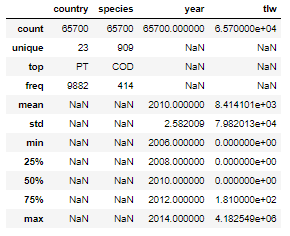 country species year tlw
count 65700 65700 65700.000000 6.570000e+04
unique 23 909 NaN NaN
top PT COD NaN NaN
freq 9882 414 NaN NaN
mean NaN NaN 2010.000000 8.414101e+03
std NaN NaN 2.582009 7.982013e+04
min NaN NaN 2006.000000 0.000000e+00
25% NaN NaN 2008.000000 0.000000e+00
50% NaN NaN 2010.000000 0.000000e+00
75% NaN NaN 2012.000000 1.810000e+02
max NaN NaN 2014.000000 4.182549e+06